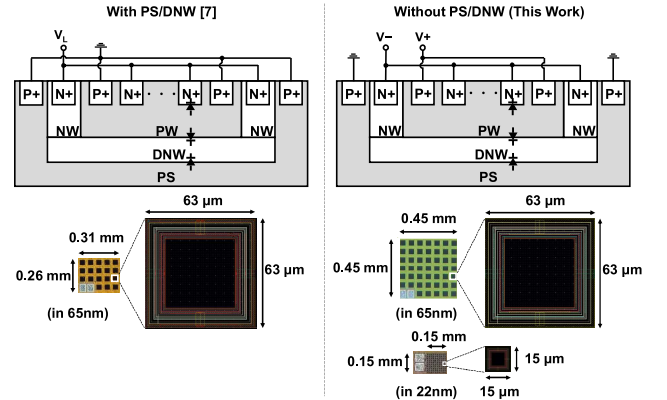 With PS/DNW [7]
VL
P+ N+ P+ N+ · · · N+ P+ N+ P+
NW PW NW
DNW
PS
63 µm
0.31 mm
0.26 mm
63 µm
(in 65nm)
Without PS/DNW (This Work)
V− V+
P+ N+ P+ N+ · · · N+ P+ N+ P+
NW PW NW
DNW
PS
63 µm
0.45 mm
0.45 mm
63 µm
(in 65nm)
0.15 mm
0.15 mm
15 µm
(in 22nm)
15 µm